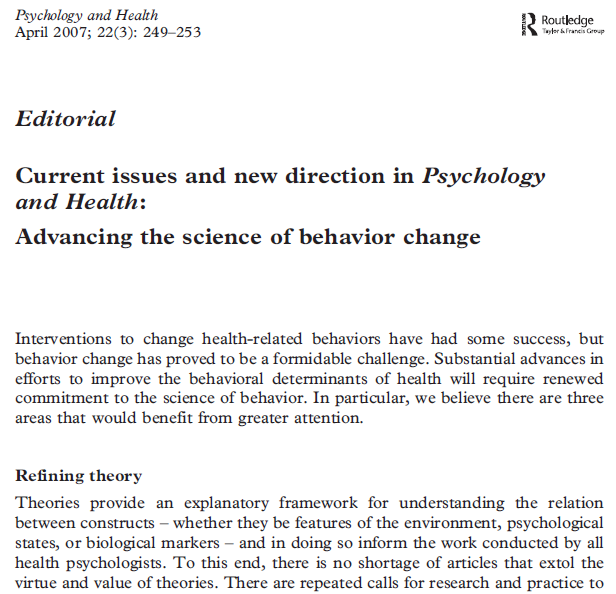 Psychology and Health
April 2007; 22(3): 249–253
Routledge
Taylor & Francis Group
Editorial
Current issues and new direction in Psychology
and Health:
Advancing the science of behavior change
Interventions to change health-related behaviors have had some success, but
behavior change has proved to be a formidable challenge. Substantial advances in
efforts to improve the behavioral determinants of health will require renewed
commitment to the science of behavior. In particular, we believe there are three
areas that would benefit from greater attention.
Refining theory
Theories provide an explanatory framework for understanding the relation
between constructs – whether they be features of the environment, psychological
states, or biological markers – and in doing so inform the work conducted by all
health psychologists. To this end, there is no shortage of articles that extol the
virtue and value of theories. There are repeated calls for research and practice to